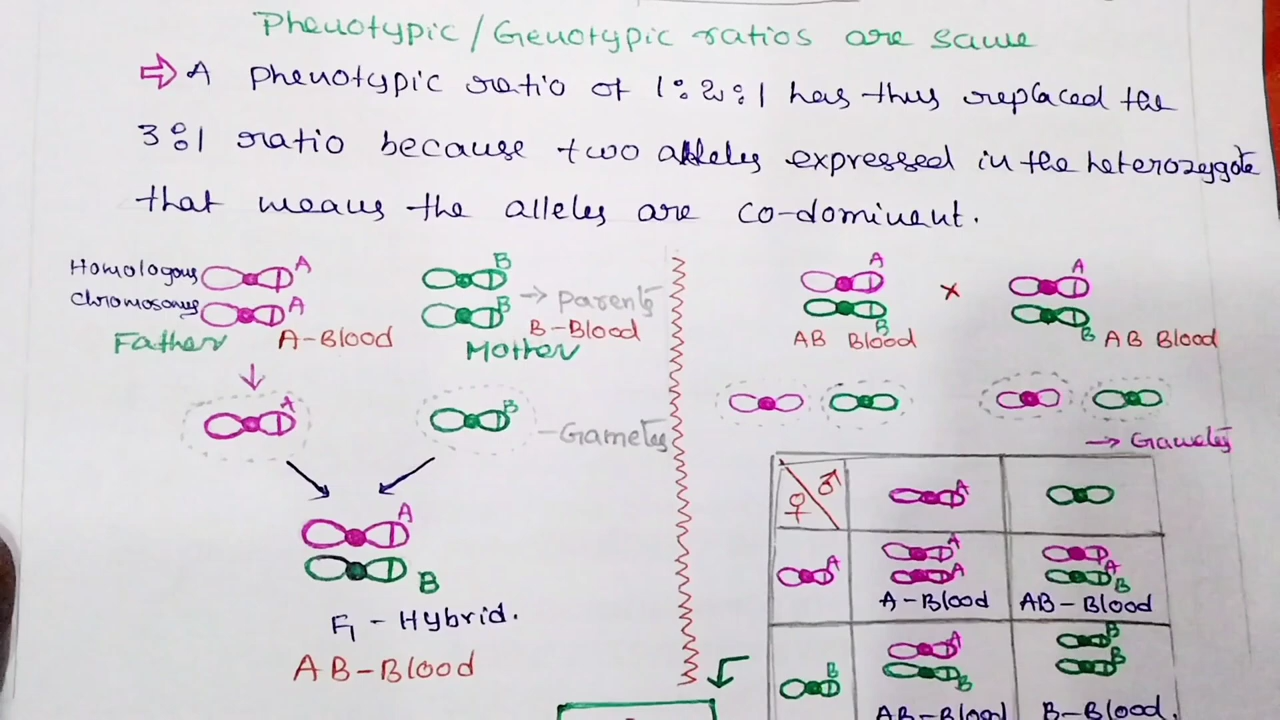 Phenotypic/Genotypic ratios are same
⇒ A phenotypic ratio of 1:2:1 has thus replaced the
3:1 ratio because two alleles expressed in the heterozygote
that means the alleles are co-dominent.
Homologous A
chromosomes A
Father A-Blood
B
B → parents
B-Blood
Mother
A
B - Gametes
A
B
F1 - Hybrid.
AB-Blood
A × A
B B
AB Blood AB Blood
→ Gametes
♀ ♂ A
A A A A B
A-Blood AB-Blood
B A B B B
AB-Blood B-Blood.